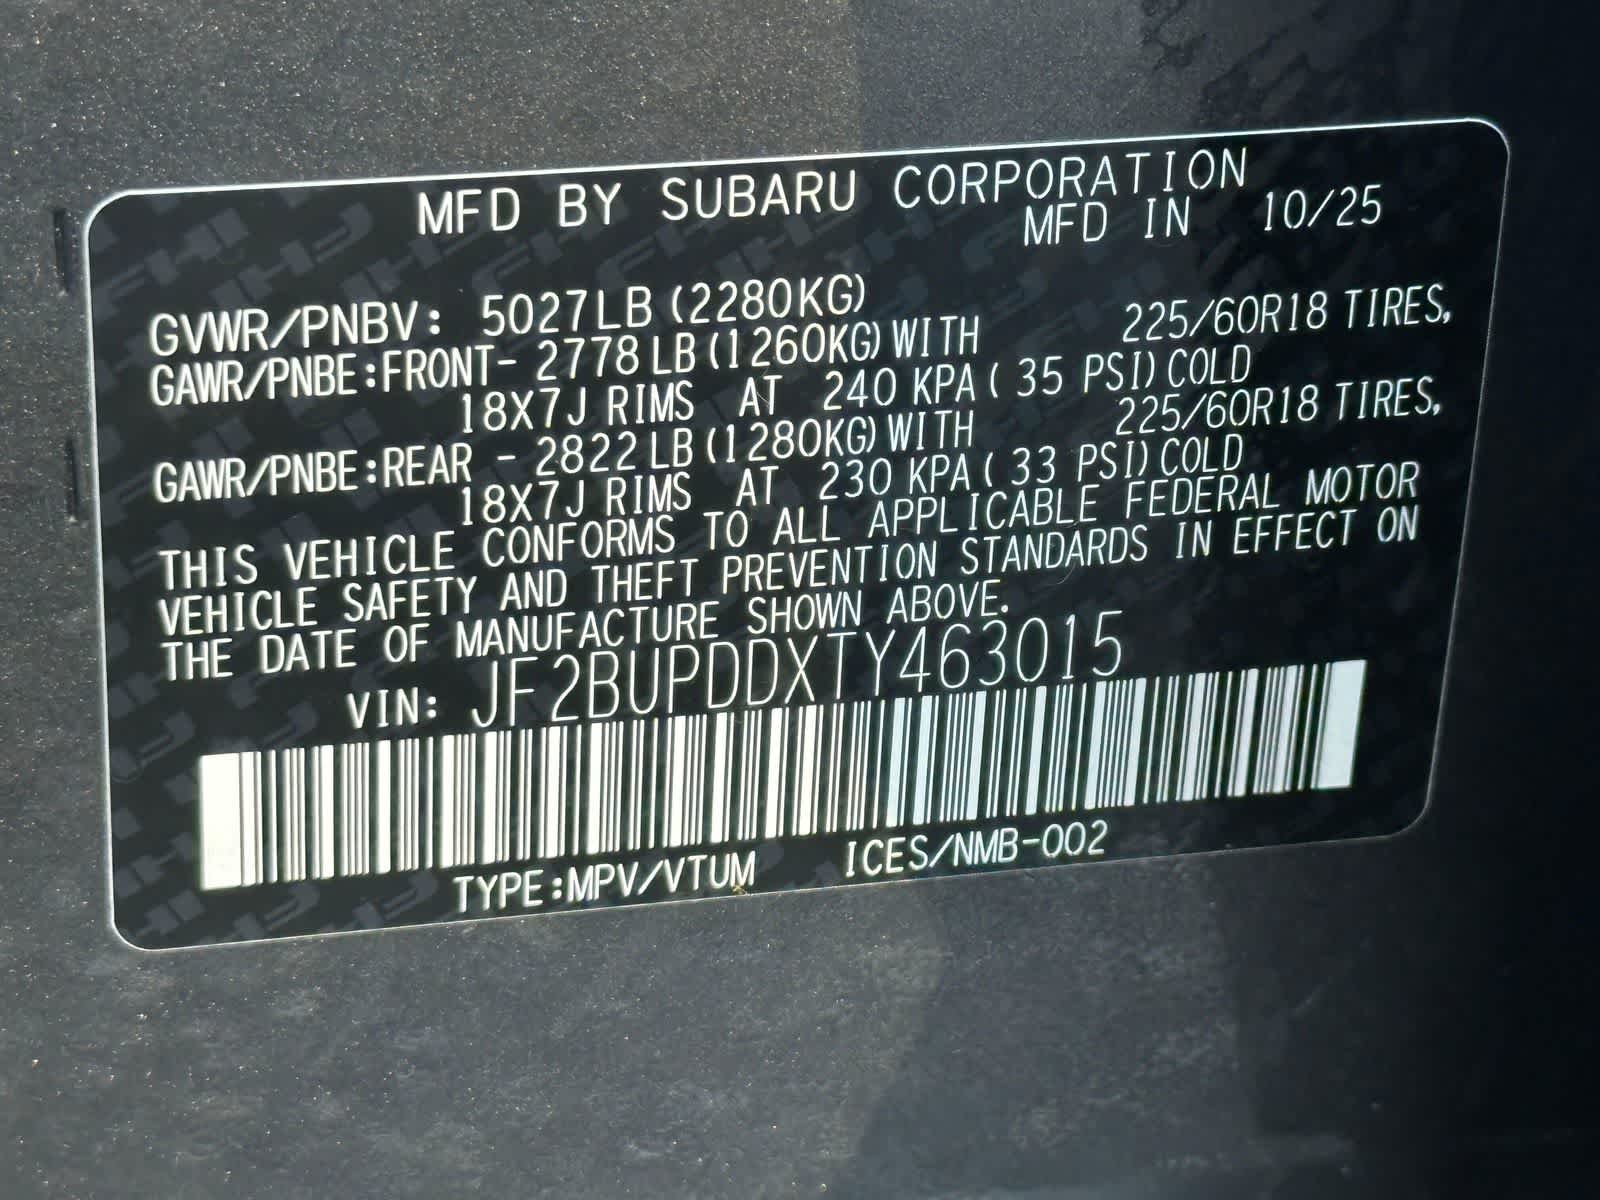 MFD BY SUBARU CORPORATION
MFD IN 10/25
GVWR/PNBV: 5027LB (2280KG)
GAWR/PNBE:FRONT- 2778 LB (1260KG) WITH 225/60R18 TIRES,
18X7J RIMS AT 240 KPA ( 35 PSI) COLD
GAWR/PNBE:REAR - 2822 LB (1280KG) WITH 225/60R18 TIRES,
18X7J RIMS AT 230 KPA ( 33 PSI) COLD
THIS VEHICLE CONFORMS TO ALL APPLICABLE FEDERAL MOTOR
VEHICLE SAFETY AND THEFT PREVENTION STANDARDS IN EFFECT ON
THE DATE OF MANUFACTURE SHOWN ABOVE.
VIN: JF2BUPDDXTY463015
TYPE:MPV/VTUM ICES/NMB-002